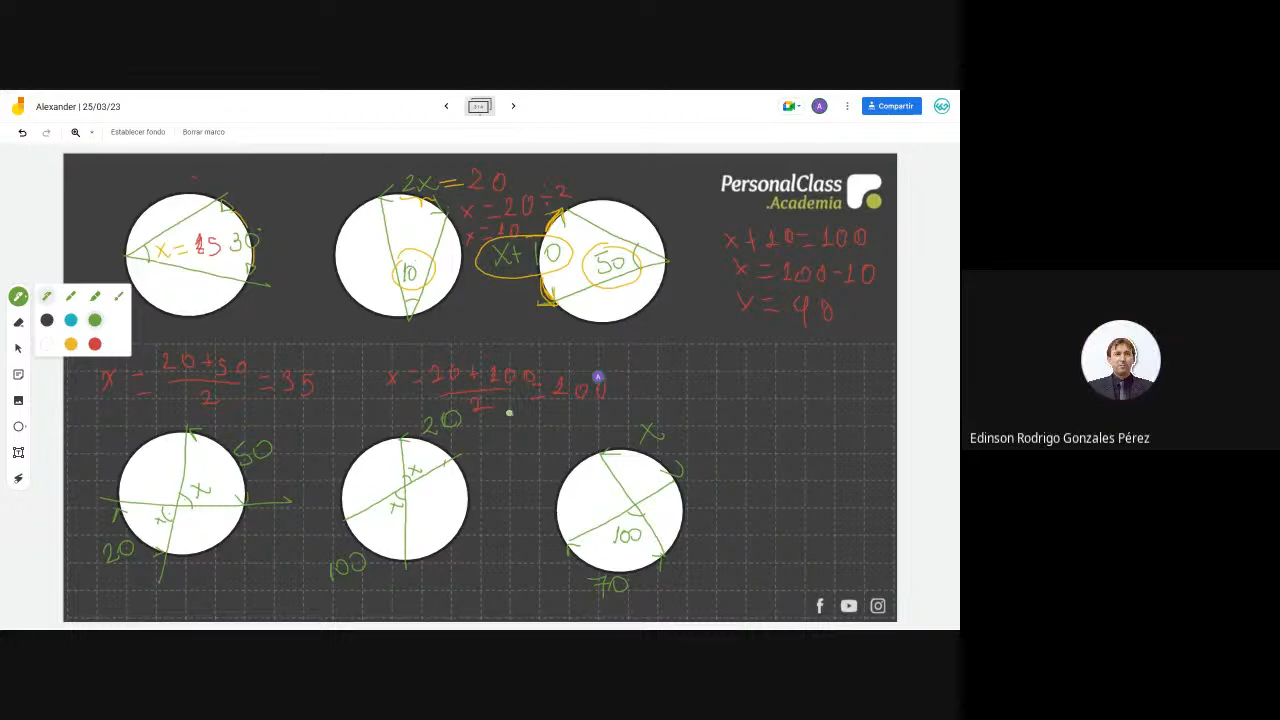 Alexander | 25/03/23
Compartir
A
Establecer fondo
Borrar marco
PersonalClass
.Academia
x = 15
30
2x = 20
x = 20 ÷ 2
x = 10
10
x + 10
50
x + 10 = 100
x = 100 - 10
x = 90
x = 20 + 50 = 35
2
x = 20 + 100 = 100
2
A
50
x
x
20
20
x
x
100
x
100
70
Edinson Rodrigo Gonzales Pérez